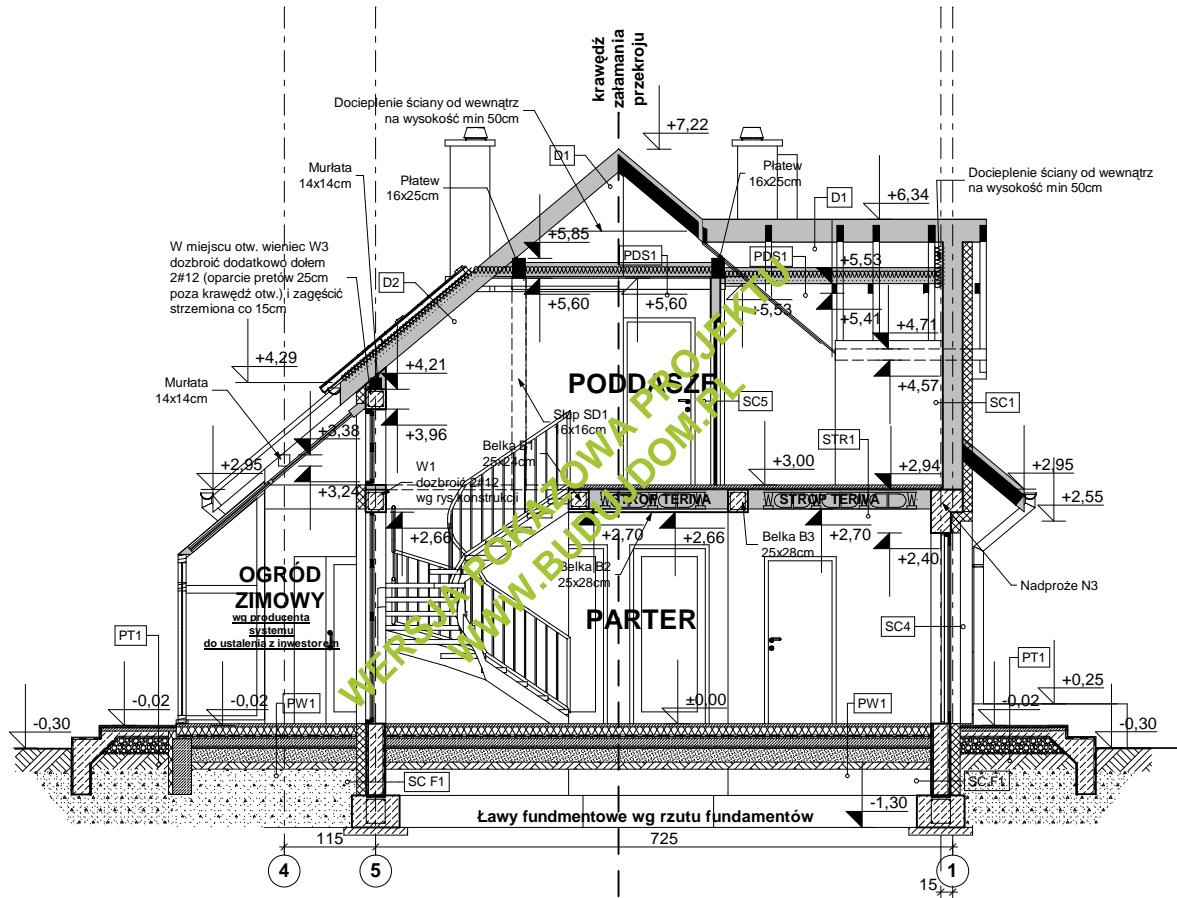 krawędź
załamania
przekroju
Docieplenie ściany od wewnątrz
na wysokość min 50cm
+7,22
D1
Murłata
14x14cm
Płatew
16x25cm
Płatew
16x25cm
Docieplenie ściany od wewnątrz
na wysokość min 50cm
D1
+6,34
W miejscu otw. wieniec W3
dozbroić dodatkowo dołem
2#12 (oparcie pretów 25cm
poza krawędź otw.) i zagęścić
strzemiona co 15cm
+5,85
PDS1
PDS1
+5,53
D2
+5,60
+5,60
+5,53
+5,41
+4,71
+4,29
+4,21
Murłata
14x14cm
PODDASZE
+4,57
SC5
SC1
+3,38
+3,96
Słup SD1
16x16cm
Belka B1
25x24cm
STR1
+2,95
W1
dozbroić 2#12
wg rys konstrukcji
+3,00
+2,94
+2,95
+3,24
STROP TERIVA
STROP TERIVA
+2,55
+2,66
+2,70
+2,66
Belka B3
25x28cm
+2,70
+2,40
Belka B2
25x28cm
Nadproże N3
OGRÓD
ZIMOWY
wg producenta
systemu
do ustalenia z inwestorem
PARTER
SC4
PT1
PT1
WERSJA POKAZOWA PROJEKTU
WWW.BUDUJDOM.PL
-0,30
-0,02
-0,02
PW1
±0,00
PW1
-0,02
+0,25
-0,30
SC F1
SC F1
-1,30
Ławy fundmentowe wg rzutu fundamentów
115
725
4
5
1
15